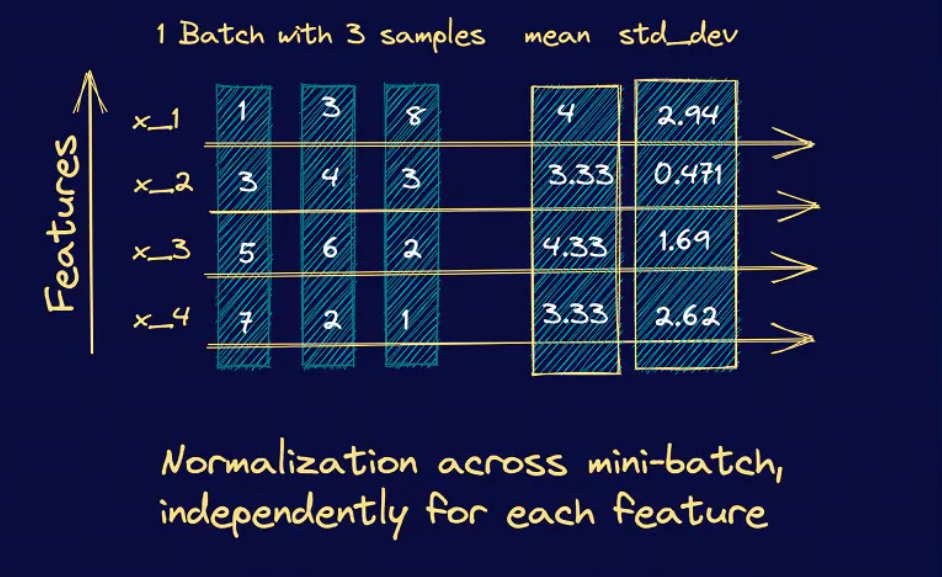 1 Batch with 3 samples mean std_dev
x_1 1 3 8 4 2.94
x_2 3 4 3 3.33 0.471
x_3 5 6 2 4.33 1.69
x_4 7 2 1 3.33 2.62
Features
Normalization across mini-batch,
independently for each feature